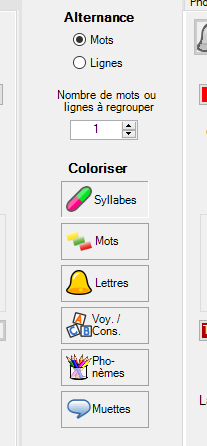 Pho
Alternance
Mots
Lignes
Nombre de mots ou
lignes à regrouper
1
Coloriser
Syllabes
Mots
Lettres
Voy. /
Cons.
Pho-
nèmes
Muettes